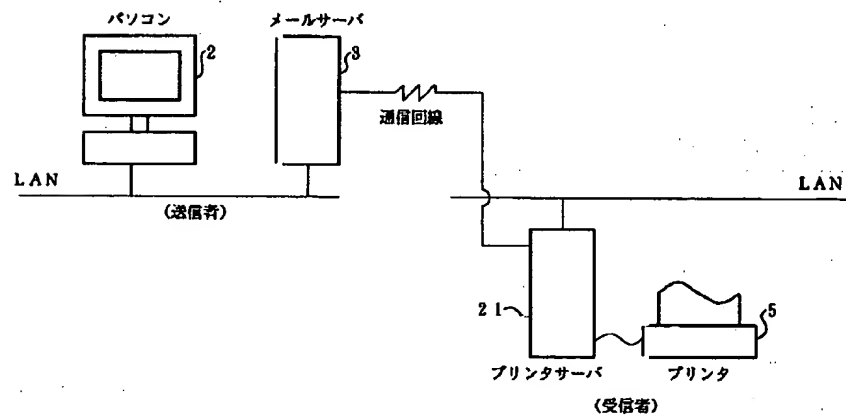 パソコン
メールサーバ
2
3
通信回線
LAN
(送信者)
LAN
21
5
プリンタサーバ
プリンタ
(受信者)